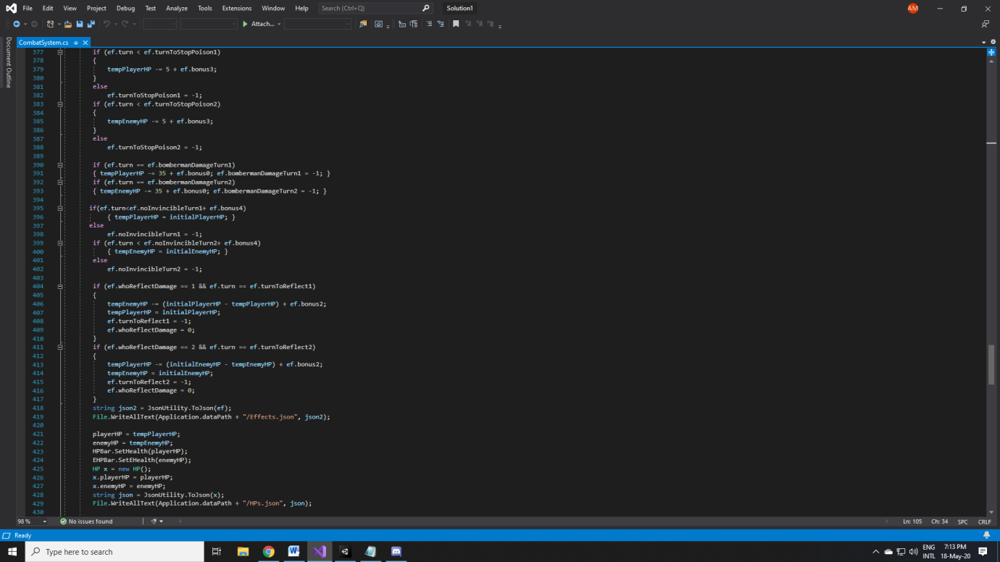 File Edit View Project Debug Test Analyze Tools Extensions Window Help Search (Ctrl+Q) Solution1 AM
Attach...
Document Outline
CombatSystem.cs
377 if (ef.turn < ef.turnToStopPoison1)
378 {
379 tempPlayerHP -= 5 + ef.bonus3;
380 }
381 else
382 ef.turnToStopPoison1 = -1;
383 if (ef.turn < ef.turnToStopPoison2)
384 {
385 tempEnemyHP -= 5 + ef.bonus3;
386 }
387 else
388 ef.turnToStopPoison2 = -1;
389
390 if (ef.turn == ef.bombermanDamageTurn1)
391 { tempPlayerHP -= 35 + ef.bonus0; ef.bombermanDamageTurn1 = -1; }
392 if (ef.turn == ef.bombermanDamageTurn2)
393 { tempEnemyHP -= 35 + ef.bonus0; ef.bombermanDamageTurn2 = -1; }
394
395 if(ef.turn<ef.noInvincibleTurn1+ ef.bonus4)
396 { tempPlayerHP = initialPlayerHP; }
397 else
398 ef.noInvincibleTurn1 = -1;
399 if (ef.turn < ef.noInvincibleTurn2+ ef.bonus4)
400 { tempEnemyHP = initialEnemyHP; }
401 else
402 ef.noInvincibleTurn2 = -1;
403
404 if (ef.whoReflectDamage == 1 && ef.turn == ef.turnToReflect1)
405 {
406 tempEnemyHP -= (initialPlayerHP - tempPlayerHP) + ef.bonus2;
407 tempPlayerHP = initialPlayerHP;
408 ef.turnToReflect1 = -1;
409 ef.whoReflectDamage = 0;
410 }
411 if (ef.whoReflectDamage == 2 && ef.turn == ef.turnToReflect2)
412 {
413 tempPlayerHP -= (initialEnemyHP - tempEnemyHP) + ef.bonus2;
414 tempEnemyHP = initialEnemyHP;
415 ef.turnToReflect2 = -1;
416 ef.whoReflectDamage = 0;
417 }
418 string json2 = JsonUtility.ToJson(ef);
419 File.WriteAllText(Application.dataPath + "/Effects.json", json2);
420
421 playerHP = tempPlayerHP;
422 enemyHP = tempEnemyHP;
423 HPBar.SetHealth(playerHP);
424 EHPBar.SetEHealth(enemyHP);
425 HP x = new HP();
426 x.playerHP = playerHP;
427 x.enemyHP = enemyHP;
428 string json = JsonUtility.ToJson(x);
429 File.WriteAllText(Application.dataPath + "/HPs.json", json);
430
98 % No issues found Ln: 105 Ch: 34 SPC CRLF
Ready
Type here to search ENG 7:13 PM
INTL 18-May-20